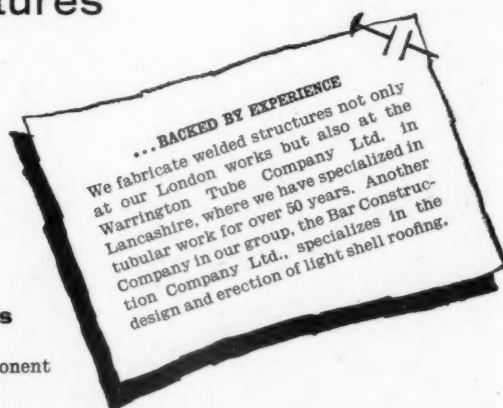 tures
...BACKED BY EXPERIENCE
We fabricate welded structures not only
at our London works but also at the
Warrington Tube Company Ltd. in
Lancashire, where we have specialized in
tubular work for over 50 years. Another
Company in our group, the Bar Construc-
tion Company Ltd., specializes in the
design and erection of light shell roofing.
s
onent